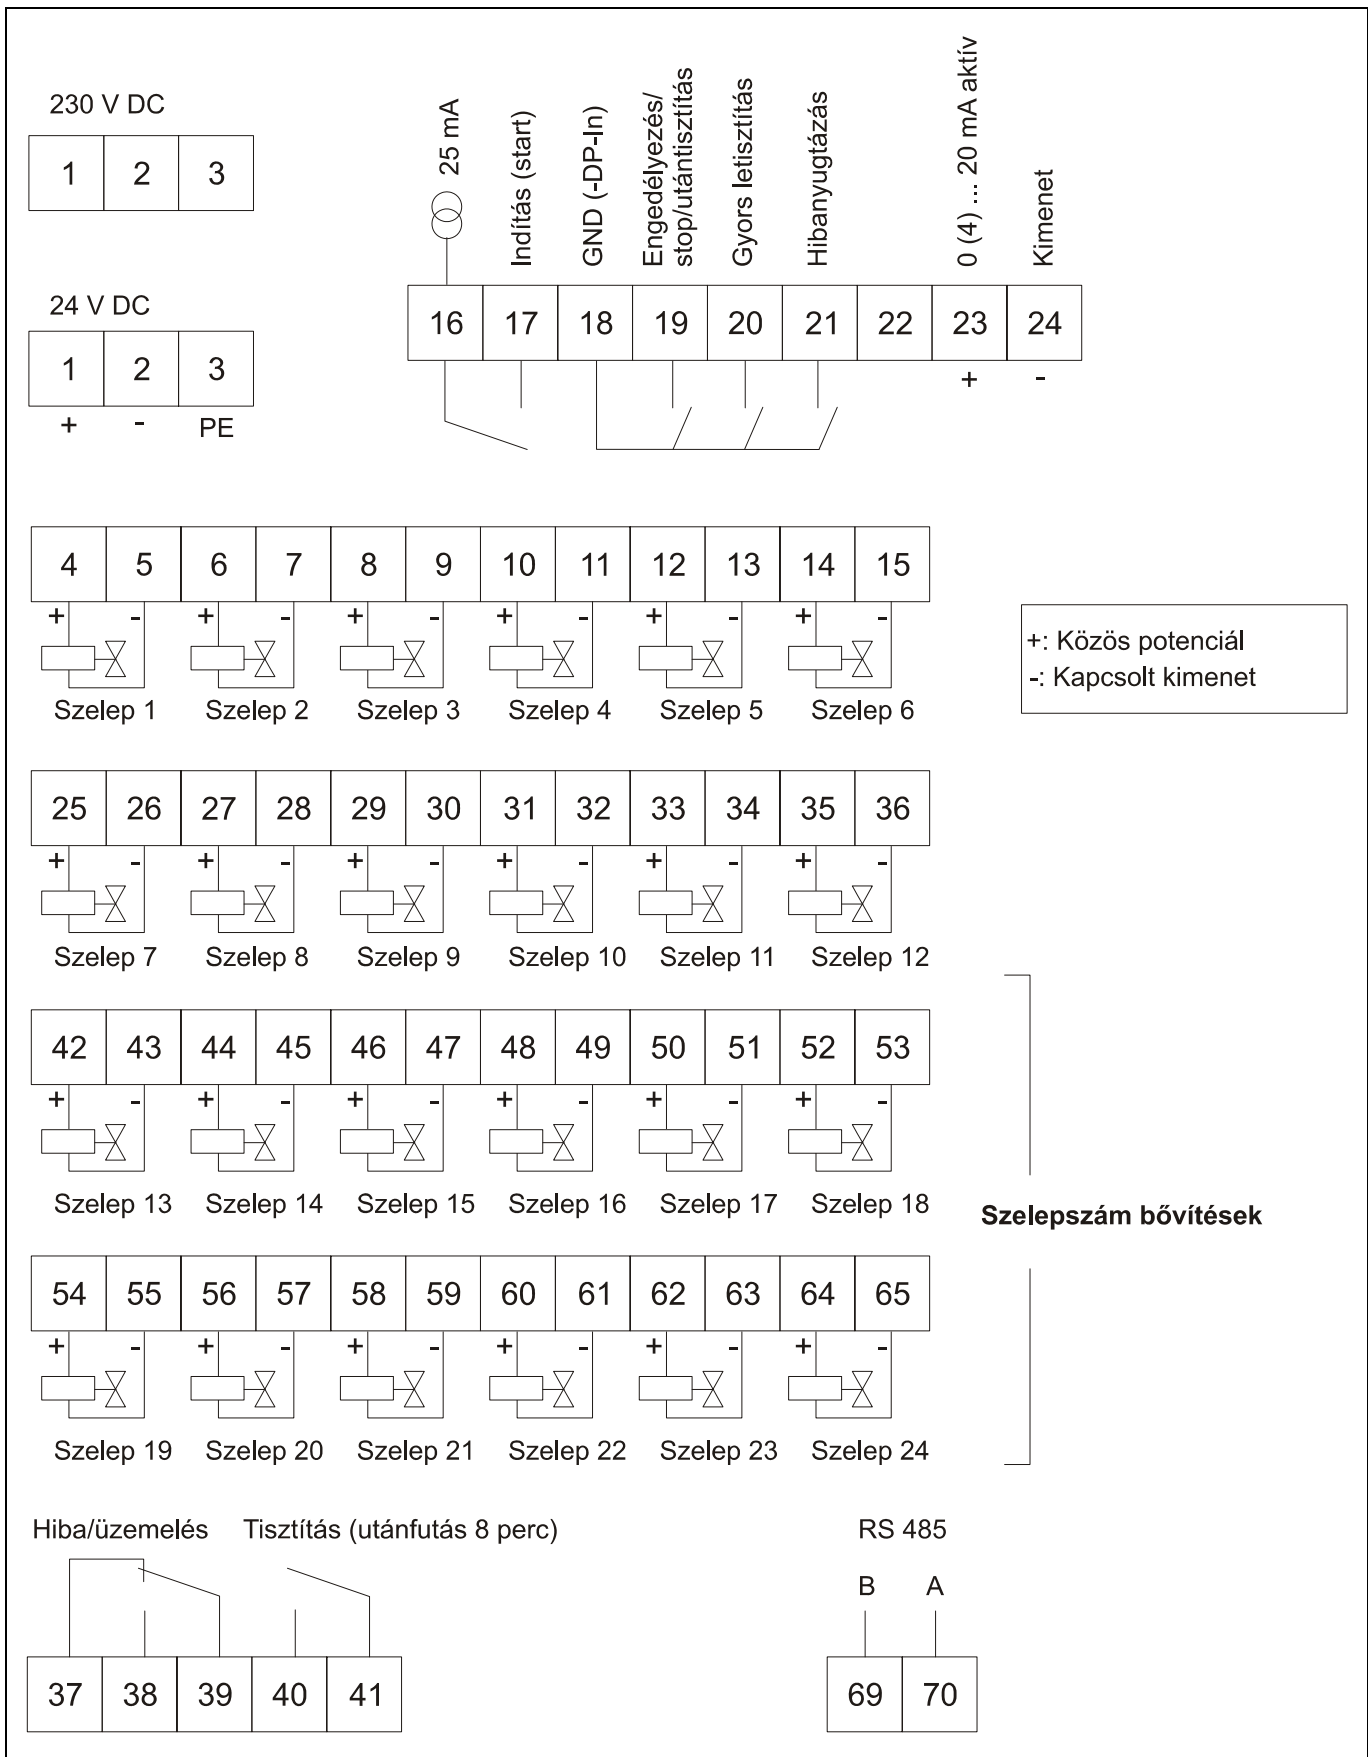 230 V DC
1 2 3
24 V DC
1 2 3
+ - PE
25 mA
Indítás (start)
GND (-DP-In)
Engedélyezés/
stop/utántisztítás
Gyors letisztítás
Hibanyugtázás
0 (4) ... 20 mA aktív
Kimenet
16 17 18 19 20 21 22 23 24
+ -
4 5 6 7 8 9 10 11 12 13 14 15
+ - + - + - + - + - + -
Szelep 1 Szelep 2 Szelep 3 Szelep 4 Szelep 5 Szelep 6
+: Közös potenciál
-: Kapcsolt kimenet
25 26 27 28 29 30 31 32 33 34 35 36
+ - + - + - + - + - + -
Szelep 7 Szelep 8 Szelep 9 Szelep 10 Szelep 11 Szelep 12
42 43 44 45 46 47 48 49 50 51 52 53
+ - + - + - + - + - + -
Szelep 13 Szelep 14 Szelep 15 Szelep 16 Szelep 17 Szelep 18
Szelepszám bővítések
54 55 56 57 58 59 60 61 62 63 64 65
+ - + - + - + - + - + -
Szelep 19 Szelep 20 Szelep 21 Szelep 22 Szelep 23 Szelep 24
Hiba/üzemelés Tisztítás (utánfutás 8 perc)
37 38 39 40 41
RS 485
B A
69 70